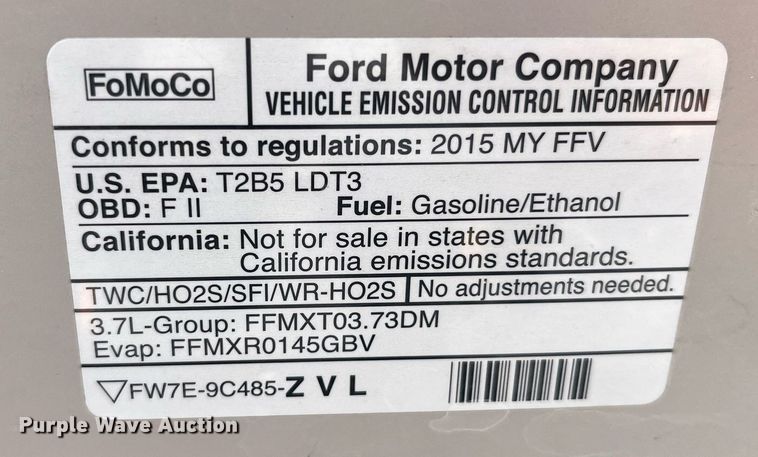 FoMoCo
Ford Motor Company
VEHICLE EMISSION CONTROL INFORMATION
Conforms to regulations: 2015 MY FFV
U.S. EPA: T2B5 LDT3
OBD: F II Fuel: Gasoline/Ethanol
California: Not for sale in states with
California emissions standards.
TWC/HO2S/SFI/WR-HO2S No adjustments needed.
3.7L-Group: FFMXT03.73DM
Evap: FFMXR0145GBV
▽FW7E-9C485-Z V L
Purple Wave Auction